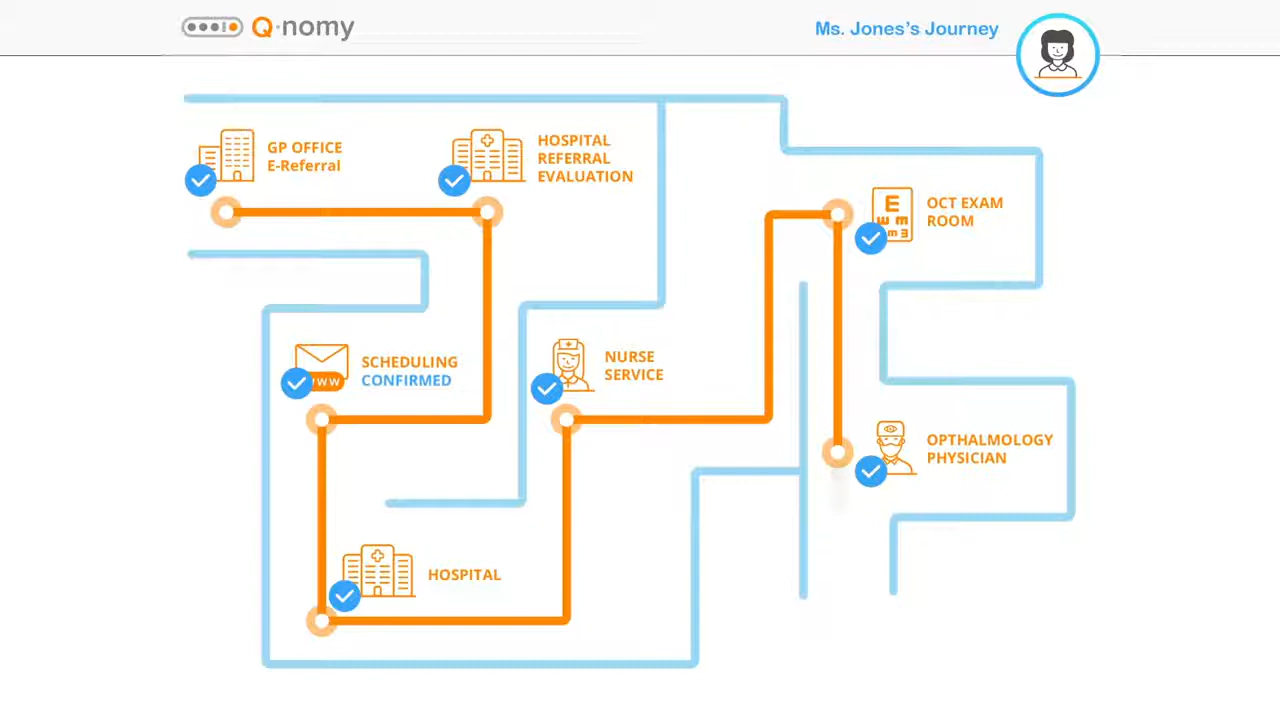 Q·nomy
Ms. Jones's Journey
GP OFFICE
E-Referral
HOSPITAL
REFERRAL
EVALUATION
OCT EXAM
ROOM
E
SCHEDULING
CONFIRMED
NURSE
SERVICE
OPTHALMOLOGY
PHYSICIAN
HOSPITAL